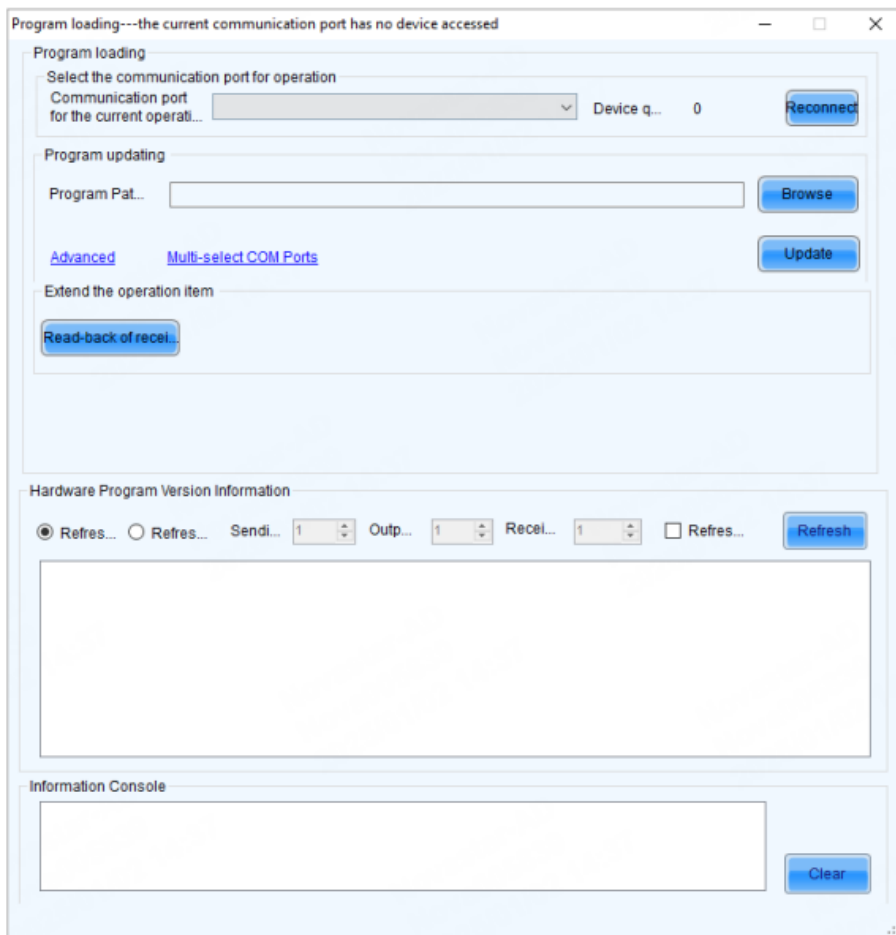 Program loading---the current communication port has no device accessed
Program loading
Select the communication port for operation
Communication port
for the current operati...
Device q... 0
Reconnect
Program updating
Program Pat...
Browse
Advanced Multi-select COM Ports
Update
Extend the operation item
Read-back of recei...
Hardware Program Version Information
Refres... Refres... Sendi... 1 Outp... 1 Recei... 1 Refres... Refresh
Information Console
Clear